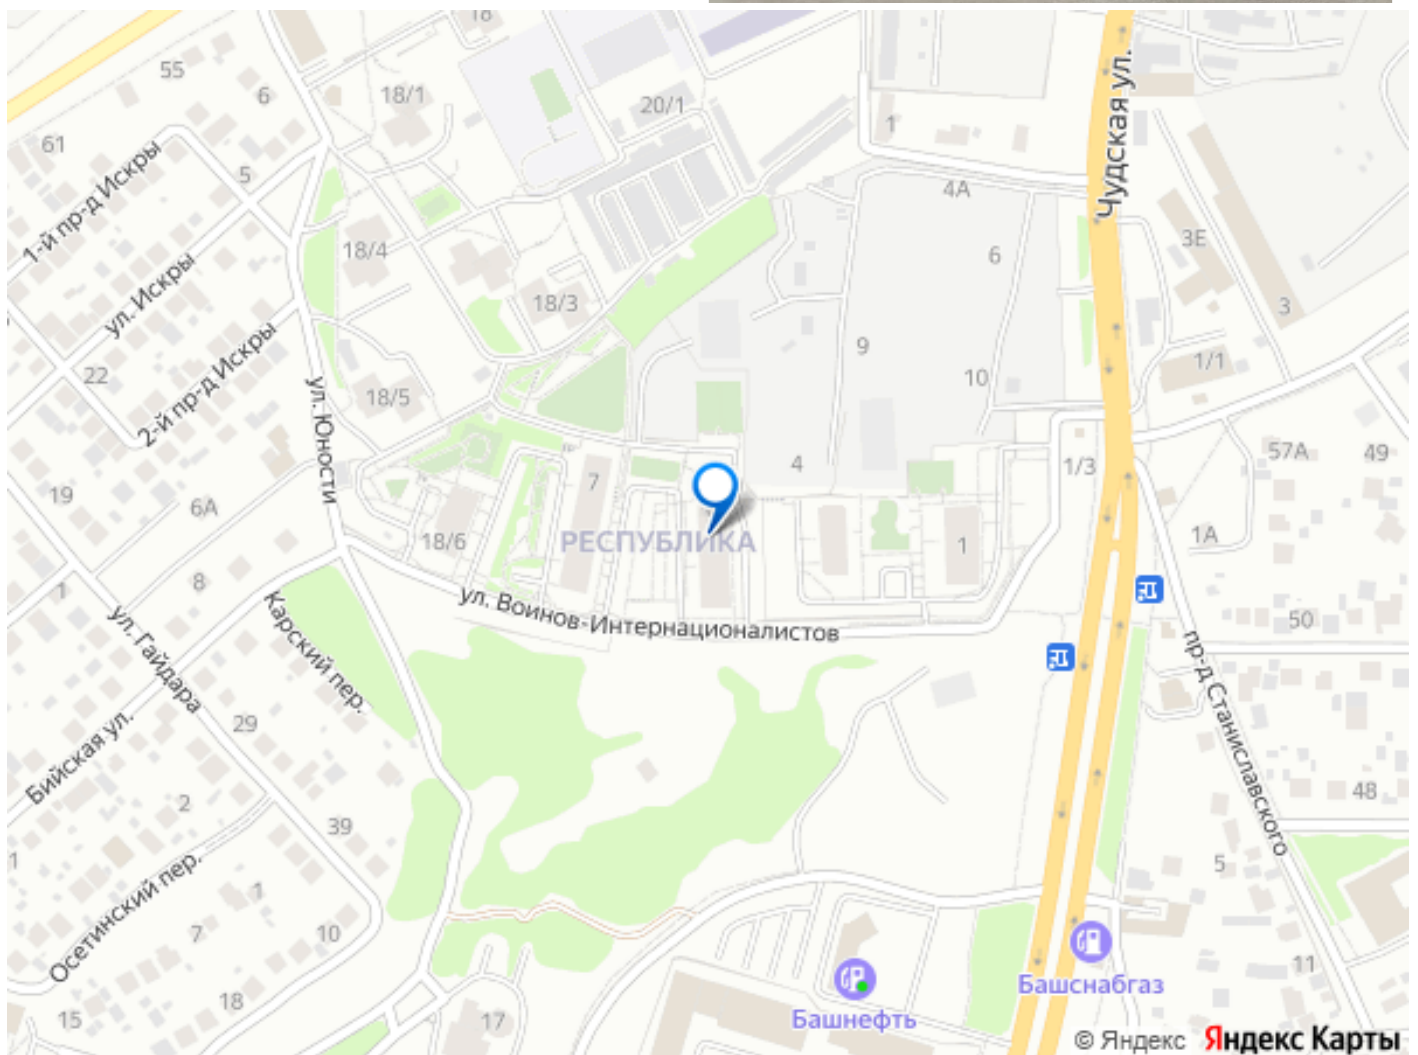 18
55
6
18/1
20/1
Чудская ул.
61
5
1
1-й пр-д Искры
4А
18/4
3Е
6
ул. Искры
18/3
3
2-й пр-д Искры
22
9
1/1
10
18/5
ул. Юности
57А
49
4
1/3
7
19
6А
1А
18/6
РЕСПУБЛИКА
1
8
1
ул. Воинов-Интернационалистов
50
Карский пер.
ул. Гайдара
пр-д Станиславского
29
Бийская ул.
48
2
39
1
5
Осетинский пер.
1
7
10
11
18
Башснабгаз
15
17
Башнефть
© Яндекс Яндекс Карты